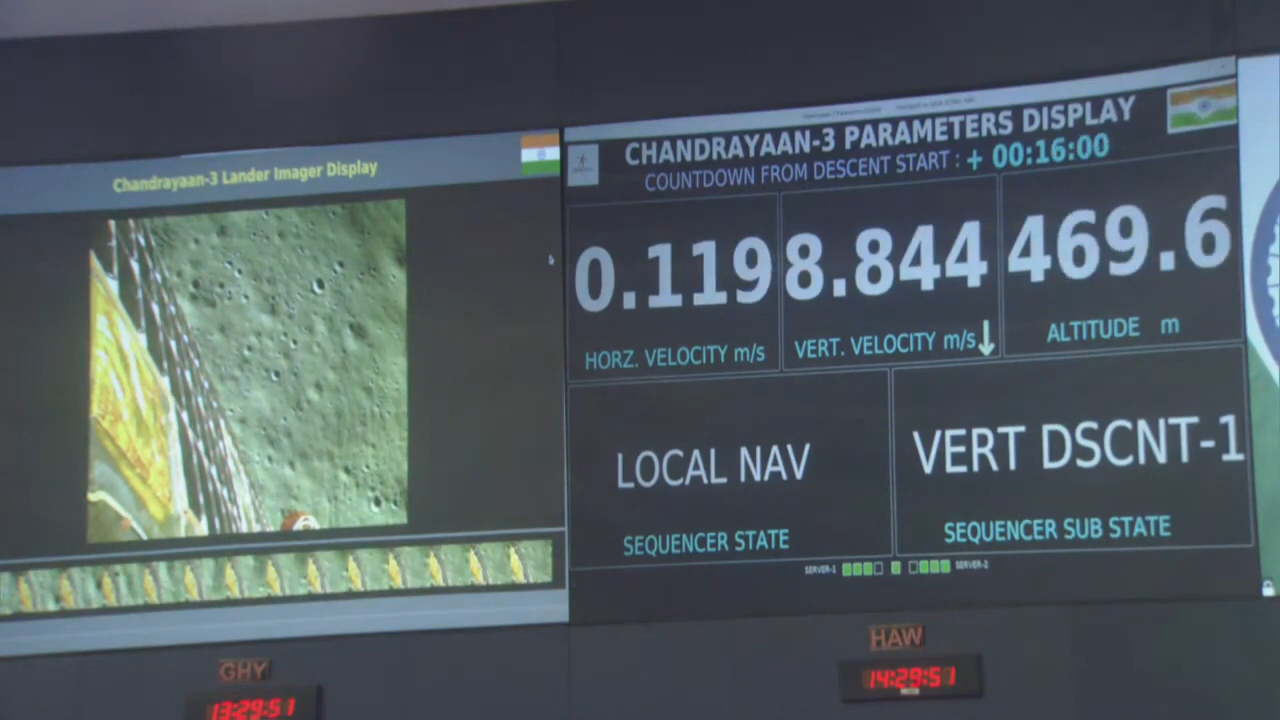 Chandrayaan-3 Lander Imager Display
CHANDRAYAAN-3 PARAMETERS DISPLAY
COUNTDOWN FROM DESCENT START : + 00:16:00
0.119
HORZ. VELOCITY m/s
8.844
VERT. VELOCITY m/s ↓
469.6
ALTITUDE m
LOCAL NAV
SEQUENCER STATE
VERT DSCNT-1
SEQUENCER SUB STATE
SERVER-1
SERVER-2
GHY
13:29:51
HAW
14:29:51